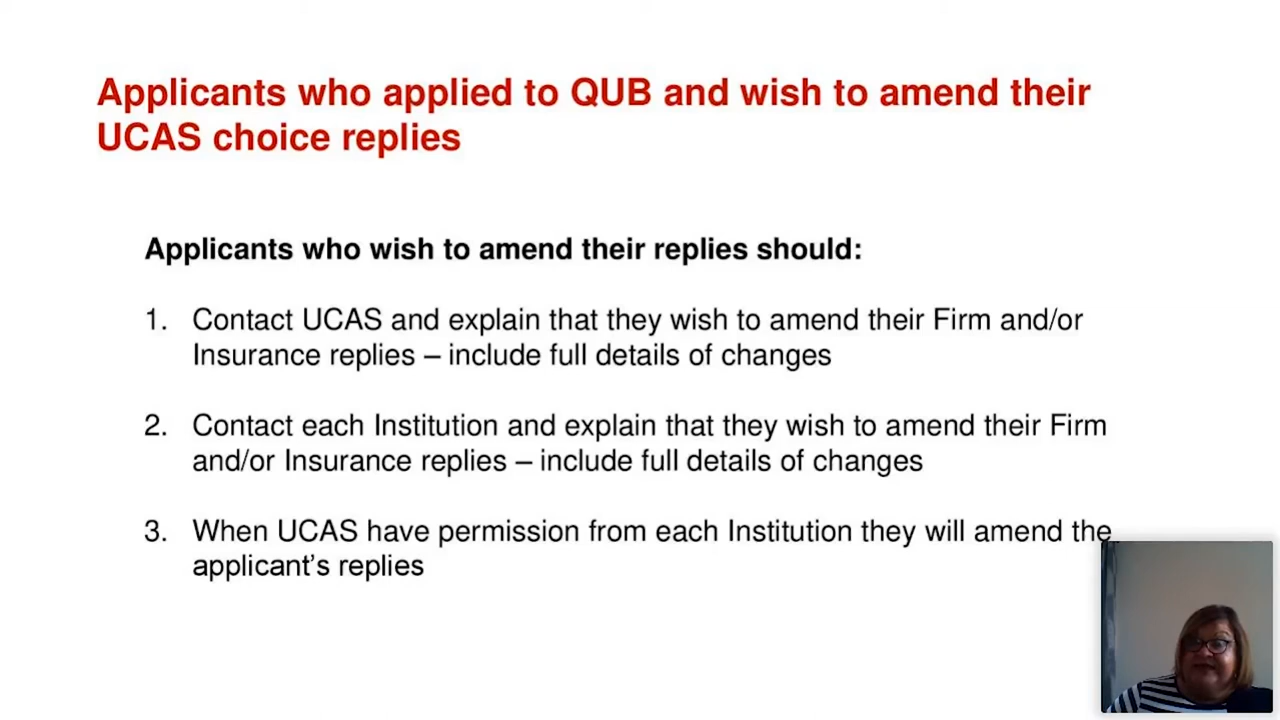 Applicants who applied to QUB and wish to amend their
UCAS choice replies
Applicants who wish to amend their replies should:
1. Contact UCAS and explain that they wish to amend their Firm and/or
Insurance replies – include full details of changes
2. Contact each Institution and explain that they wish to amend their Firm
and/or Insurance replies – include full details of changes
3. When UCAS have permission from each Institution they will amend the
applicant’s replies